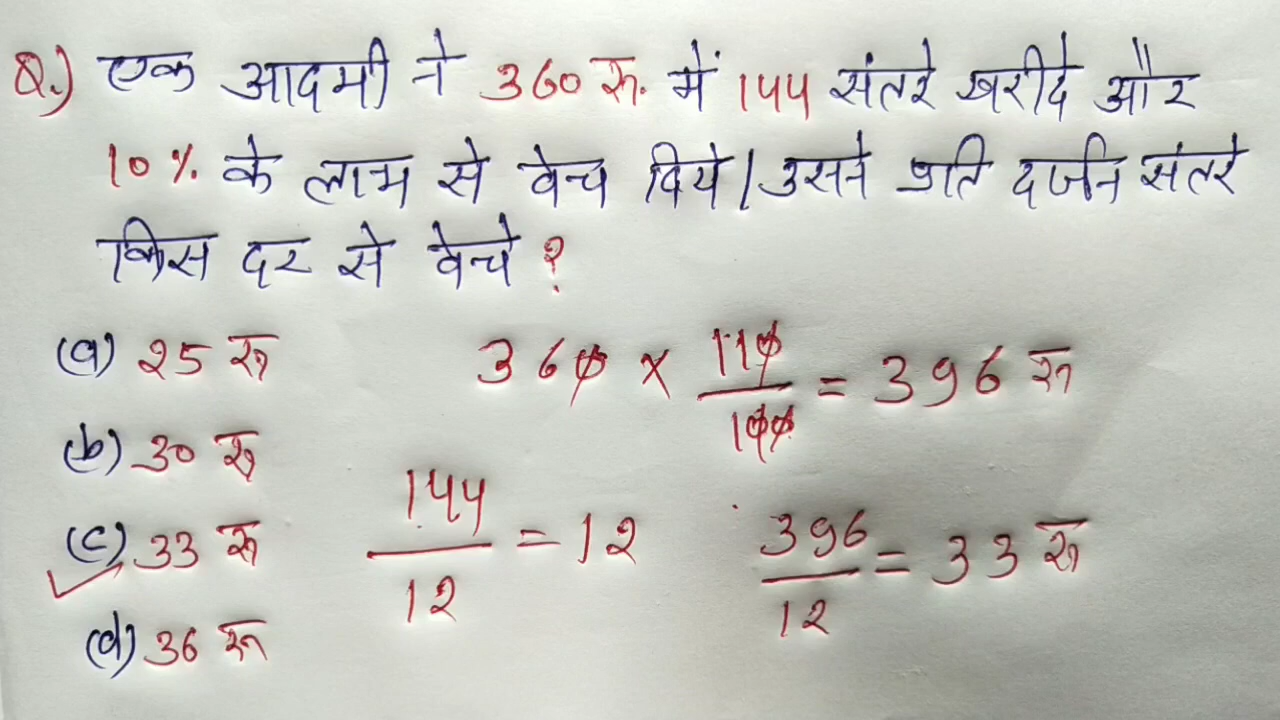 Q.) एक आदमी ने 360 रु. में 144 संतरे खरीदे और
10% के लाभ से बेच दिये। उसने प्रति दर्जन संतरे
किस दर से बेचे ?
(a) 25 रु
360 × 110/100 = 396 रु
(b) 30 रु
(c) 33 रु
144/12 = 12
396/12 = 33 रु
(d) 36 रु